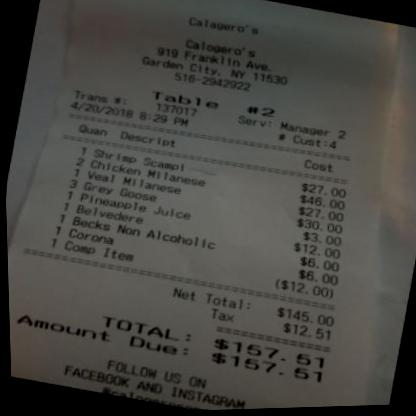 Calagero's
Calogero's
919 Franklin Ave.
Garden City, NY 11530
516-2942922
Table #2
Trans #: 137017 Serv: Manager 2
4/20/2018 8:29 PM # Cust:4
Quan Descript Cost
1 Shrimp Scampi $27.00
2 Chicken Milanese $46.00
1 Veal Milanese $27.00
3 Grey Goose $30.00
1 Pineapple Juice $3.00
1 Belvedere $12.00
1 Becks Non Alcoholic $6.00
1 Corona $6.00
1 Comp Item ($12.00)
Net Total: $145.00
Tax $12.51
TOTAL: $157.51
Amount Due: $157.51
FOLLOW US ON
FACEBOOK AND INSTAGRAM